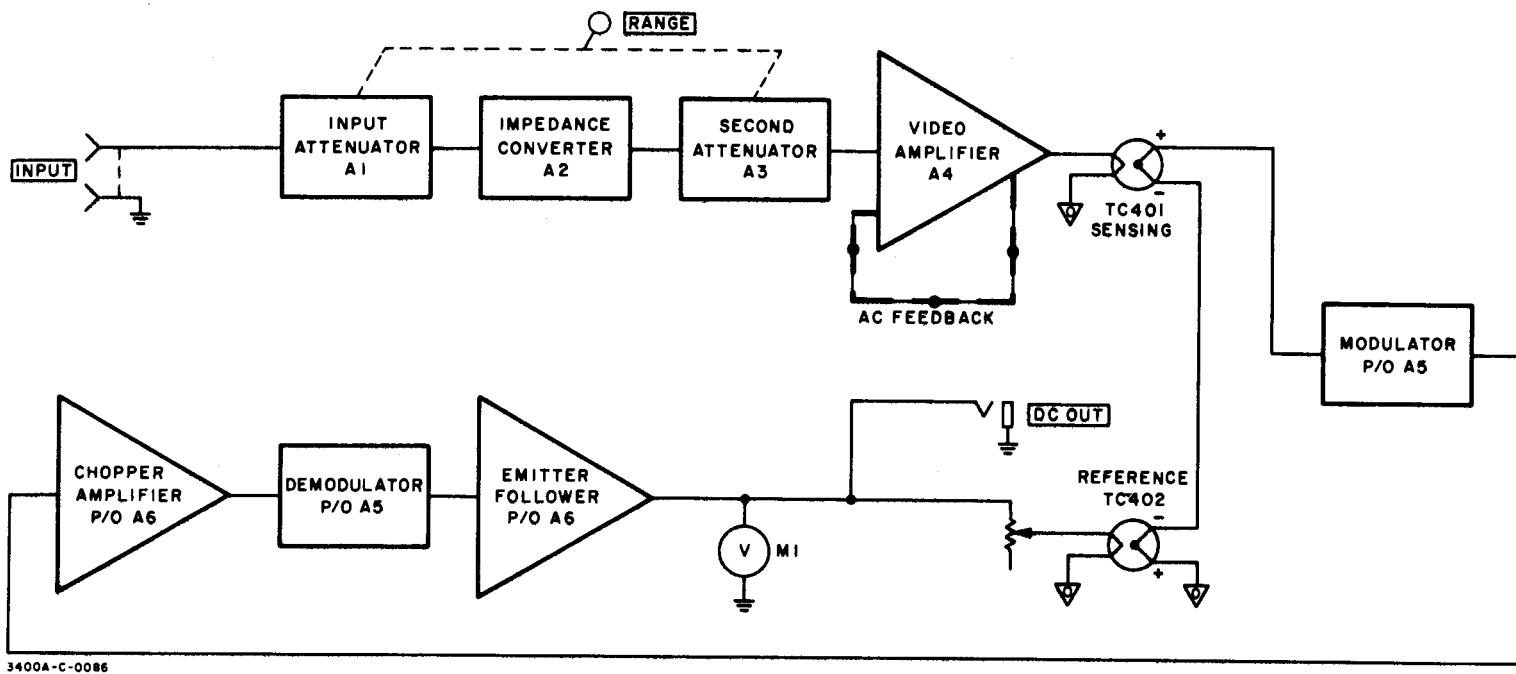 RANGE
INPUT
ATTENUATOR
A1
IMPEDANCE
CONVERTER
A2
SECOND
ATTENUATOR
A3
VIDEO
AMPLIFIER
A4
INPUT
+
-
TC401
SENSING
AC FEEDBACK
MODULATOR
P/O A5
CHOPPER
AMPLIFIER
P/O A6
DEMODULATOR
P/O A5
EMITTER
FOLLOWER
P/O A6
V
M1
DC OUT
REFERENCE
TC402
-
+
3400A-C-0086